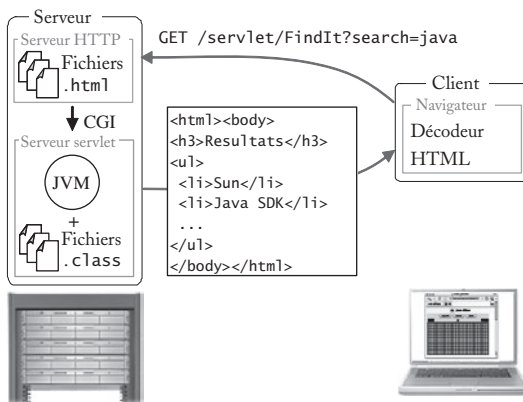 Serveur
Serveur HTTP
Fichiers
.html
CGI
Serveur servlet
JVM
+
Fichiers
.class
GET /servlet/FindIt?search=java
<html><body>
<h3>Resultats</h3>
<ul>
<li>Sun</li>
<li>Java SDK</li>
...
</ul>
</body></html>
Client
Navigateur
Décodeur
HTML